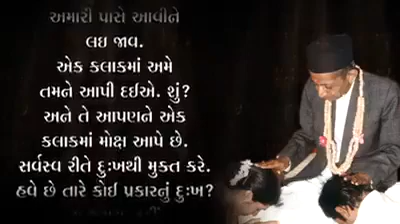 અમારી પાસે આવીને
લઇ જાવ.
એક કલાકમાં અમે
તમને આપી દઈએ. શું?
અને તે આપણને એક
કલાકમાં મોક્ષ આપે છે.
સર્વસ્વ રીતે દુઃખથી મુક્ત કરે.
હવે છે તારે કોઈ પ્રકારનું દુઃખ?